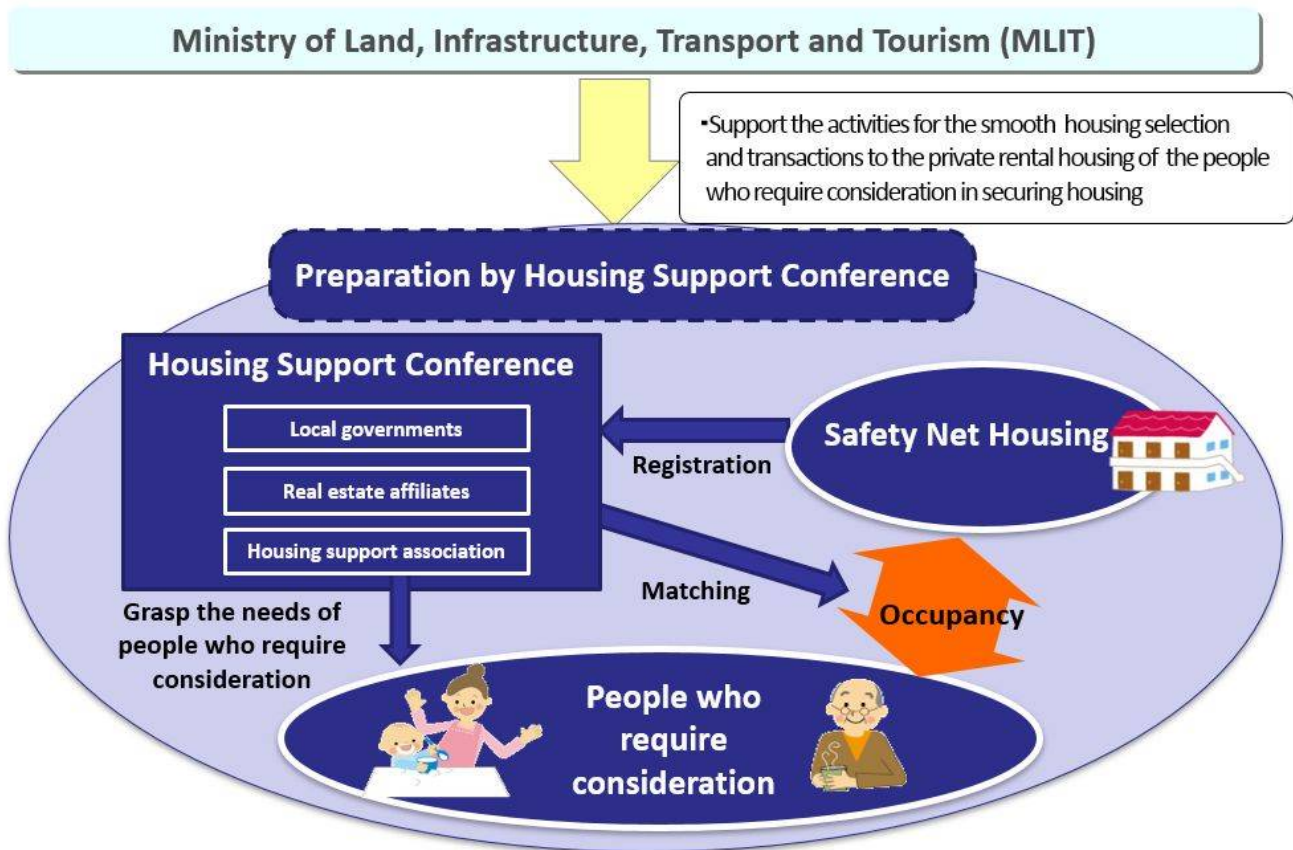 Ministry of Land, Infrastructure, Transport and Tourism (MLIT)
▪Support the activities for the smooth housing selection
and transactions to the private rental housing of the people
who require consideration in securing housing
Preparation by Housing Support Conference
Housing Support Conference
Local governments
Real estate affiliates
Housing support association
Safety Net Housing
Registration
Matching
Occupancy
Grasp the needs of
people who require
consideration
People who
require
consideration